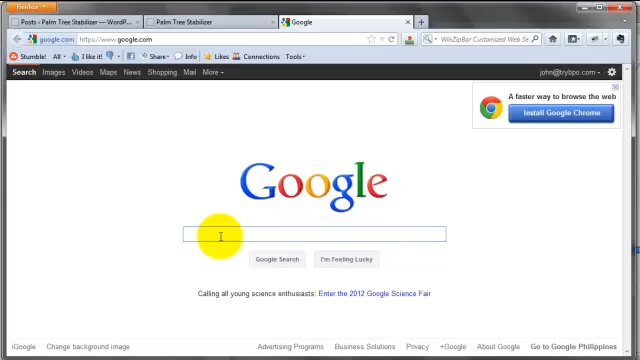 Firefox
Posts ‹ Palm Tree Stabilizer — WordP...
Palm Tree Stabilizer
Google
google.com
https://www.google.com
WinZipBar Customized Web Se
Stumble! All I like it! Share Info Likes Connections Tools
Search Images Videos Maps News Shopping Mail More
john@trybpo.com
A faster way to browse the web
Install Google Chrome
Google
Google Search
I'm Feeling Lucky
Calling all young science enthusiasts: Enter the 2012 Google Science Fair
iGoogle Change background image Advertising Programs Business Solutions Privacy +Google About Google Go to Google Philippines